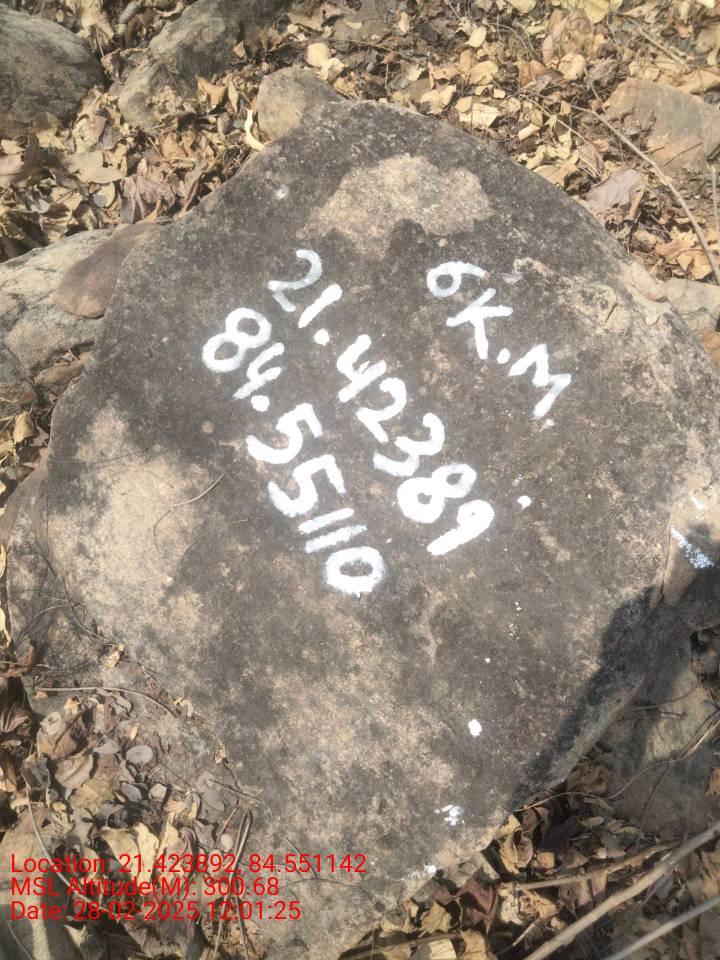 6K.M
21.42389
84.55110
Location: 21.423892, 84.551142
MSL Altitude(M): 300.68
Date: 28-02-2025 12:01:25